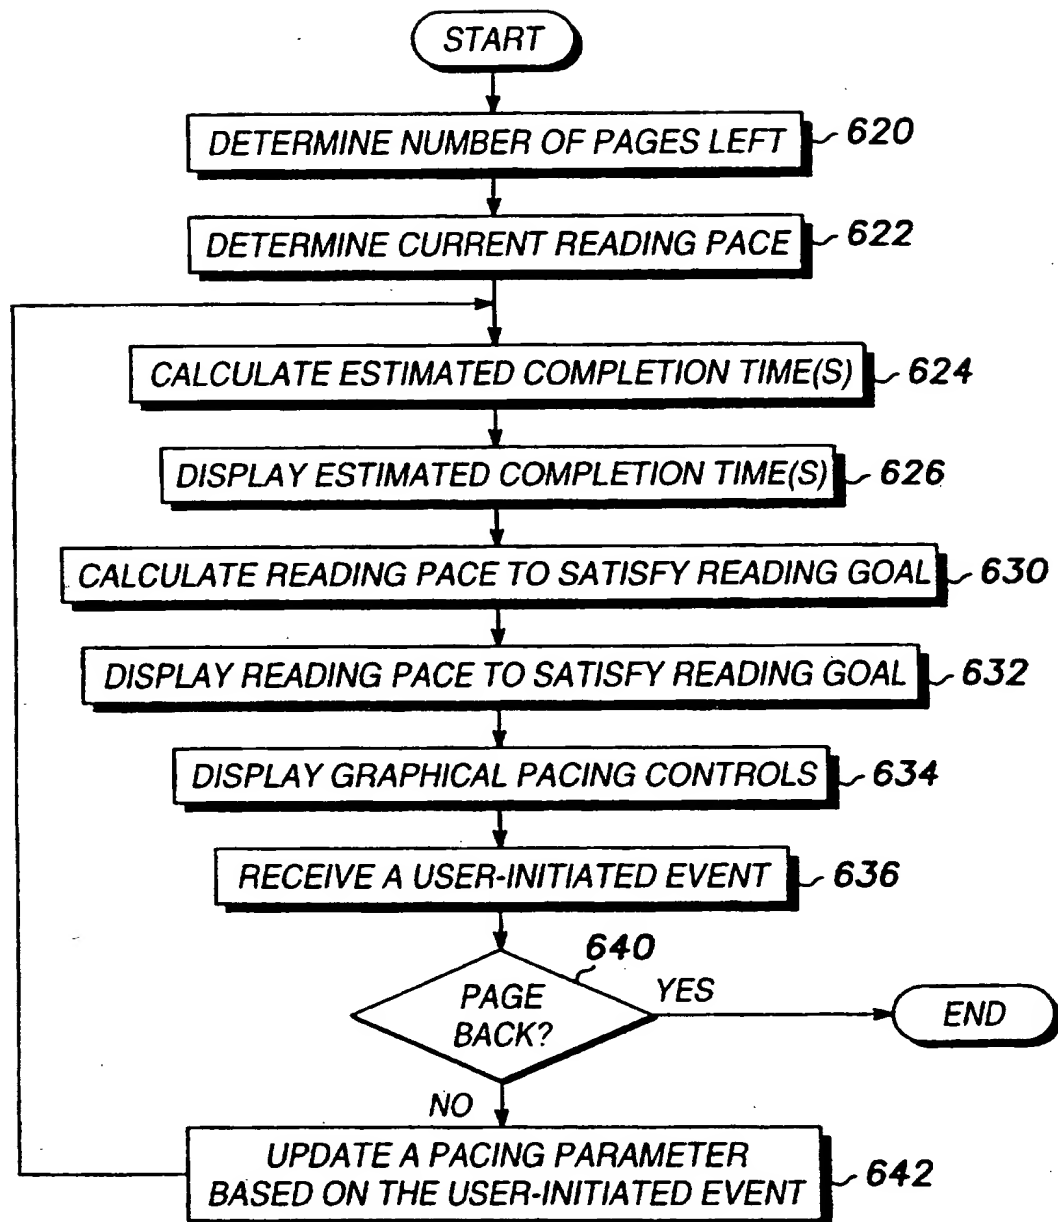 START
DETERMINE NUMBER OF PAGES LEFT 620
DETERMINE CURRENT READING PACE 622
CALCULATE ESTIMATED COMPLETION TIME(S) 624
DISPLAY ESTIMATED COMPLETION TIME(S) 626
CALCULATE READING PACE TO SATISFY READING GOAL 630
DISPLAY READING PACE TO SATISFY READING GOAL 632
DISPLAY GRAPHICAL PACING CONTROLS 634
RECEIVE A USER-INITIATED EVENT 636
640
PAGE
BACK?
YES
END
NO
UPDATE A PACING PARAMETER
BASED ON THE USER-INITIATED EVENT 642